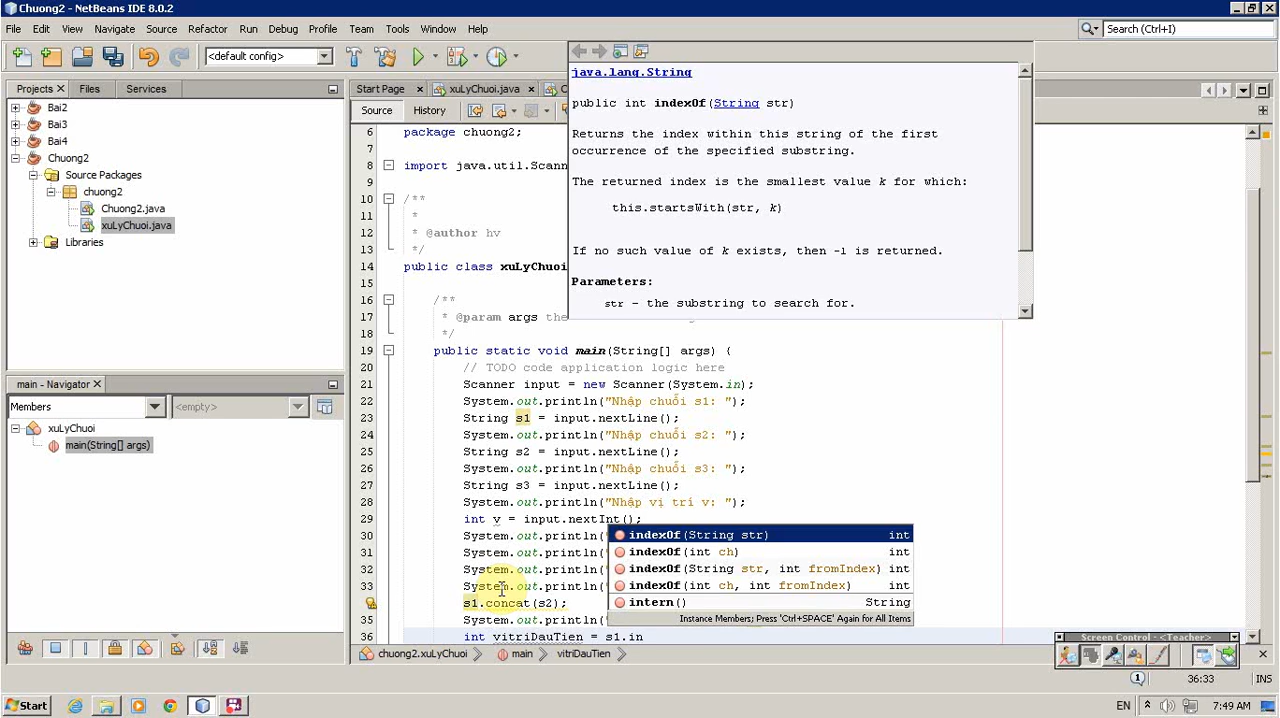 Chuong2 - NetBeans IDE 8.0.2
File Edit View Navigate Source Refactor Run Debug Profile Team Tools Window Help
Search (Ctrl+I)
<default config>
Projects Files Services
Start Page xuLyChuoi.java
Source History
Bai2
Bai3
Bai4
Chuong2
Source Packages
chuong2
Chuong2.java
xuLyChuoi.java
Libraries
java.lang.String
public int indexOf(String str)
Returns the index within this string of the first
occurrence of the specified substring.
The returned index is the smallest value k for which:
this.startsWith(str, k)
If no such value of k exists, then -1 is returned.
Parameters:
str - the substring to search for.
6 package chuong2;
7
8 import java.util.Scann
9
10 /**
11 *
12 * @author hv
13 */
14 public class xuLyChuoi
15
16 /**
17 * @param args the
18 */
19 public static void main(String[] args) {
20 // TODO code application logic here
21 Scanner input = new Scanner(System.in);
22 System.out.println("Nhập chuỗi s1: ");
23 String s1 = input.nextLine();
24 System.out.println("Nhập chuỗi s2: ");
25 String s2 = input.nextLine();
26 System.out.println("Nhập chuỗi s3: ");
27 String s3 = input.nextLine();
28 System.out.println("Nhập vị trí v: ");
29 int v = input.nextInt();
30 System.out.println("
31 System.out.println("
32 System.out.println("
33 System.out.println("
s1.concat(s2);
35 System.out.println("
36 int vitriDauTien = s1.in
indexOf(String str) int
indexOf(int ch) int
indexOf(String str, int fromIndex) int
indexOf(int ch, int fromIndex) int
intern() String
Instance Members; Press 'Ctrl+SPACE' Again for All Items
main - Navigator
Members <empty>
xuLyChuoi
main(String[] args)
Screen Control - <Teacher>
chuong2.xuLyChuoi main vitriDauTien
1 36:33 INS
Start EN 7:49 AM